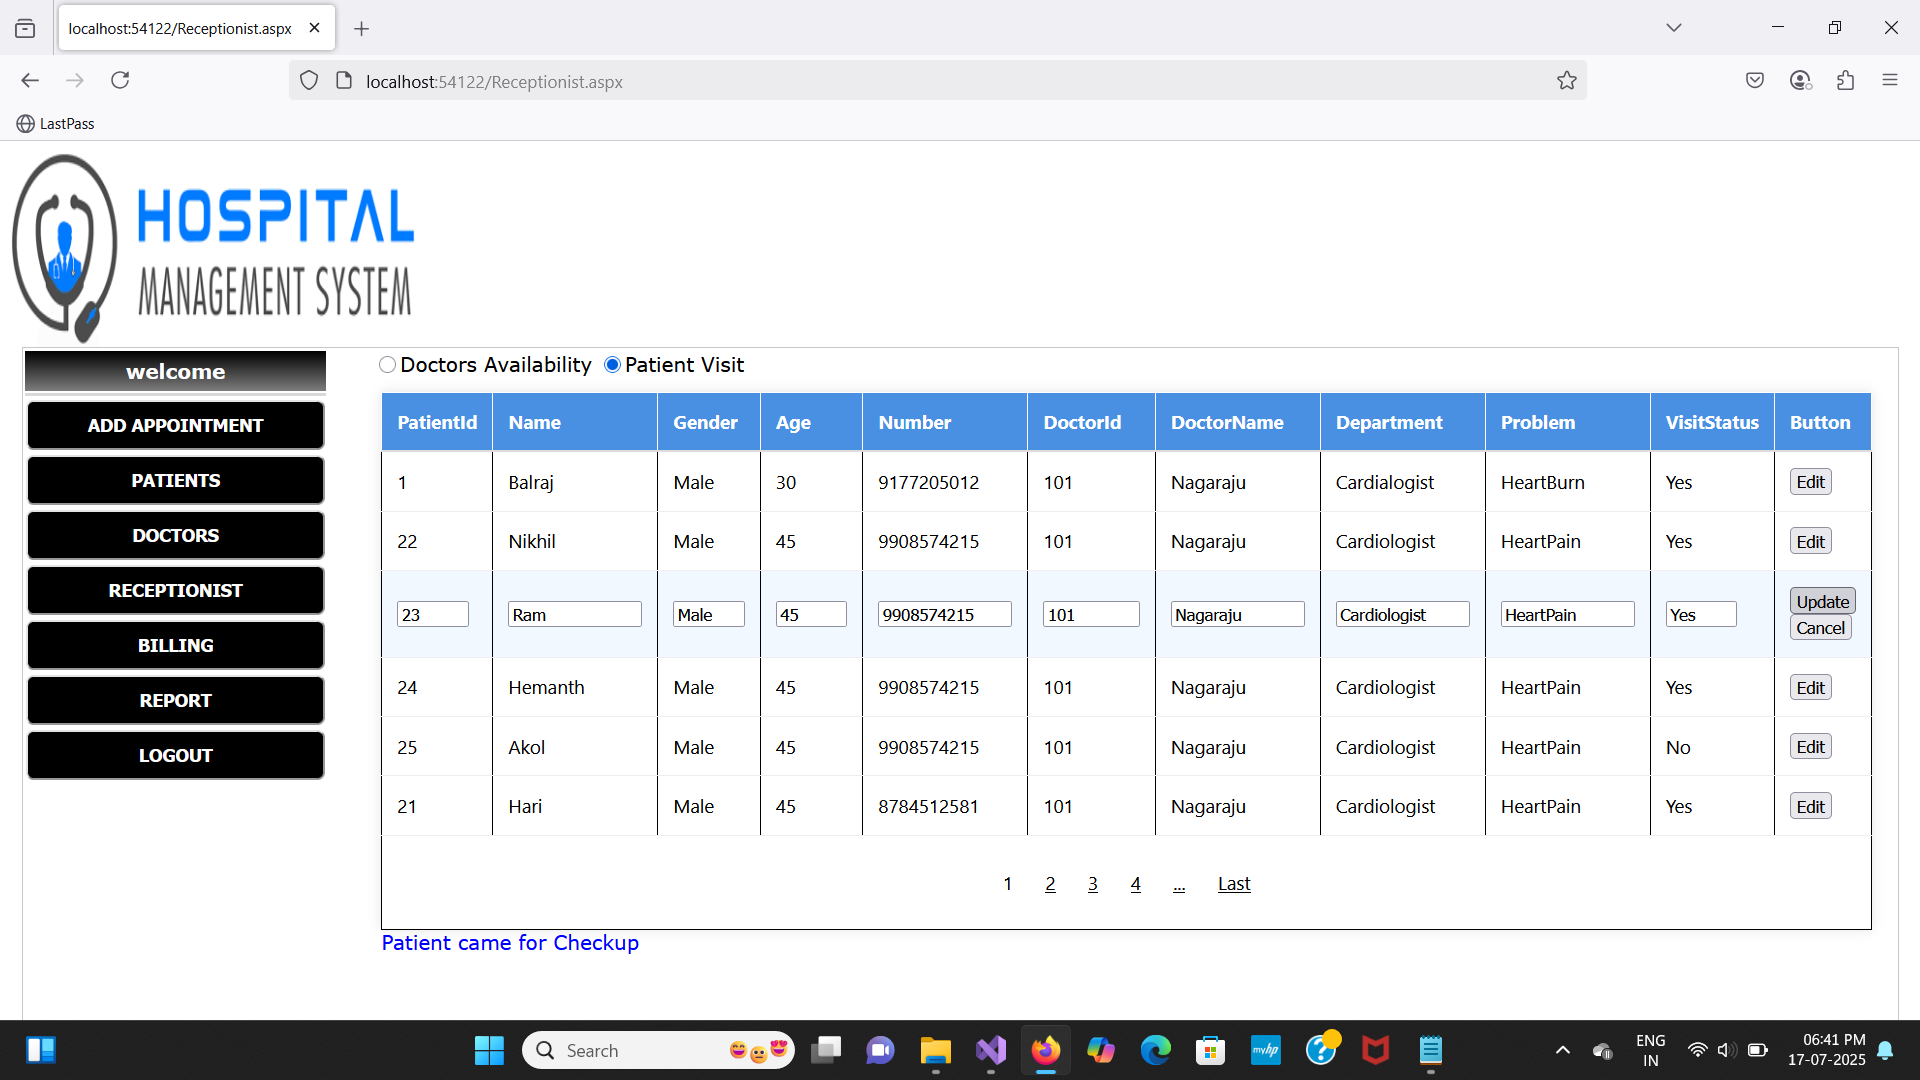 localhost:54122/Receptionist.aspx
localhost:54122/Receptionist.aspx
LastPass
HOSPITAL
MANAGEMENT SYSTEM
welcome
ADD APPOINTMENT
PATIENTS
DOCTORS
RECEPTIONIST
BILLING
REPORT
LOGOUT
Doctors Availability Patient Visit
PatientId Name Gender Age Number DoctorId DoctorName Department Problem VisitStatus Button
1 Balraj Male 30 9177205012 101 Nagaraju Cardialogist HeartBurn Yes Edit
22 Nikhil Male 45 9908574215 101 Nagaraju Cardiologist HeartPain Yes Edit
23 Ram Male 45 9908574215 101 Nagaraju Cardiologist HeartPain Yes Update
Cancel
24 Hemanth Male 45 9908574215 101 Nagaraju Cardiologist HeartPain Yes Edit
25 Akol Male 45 9908574215 101 Nagaraju Cardiologist HeartPain No Edit
21 Hari Male 45 8784512581 101 Nagaraju Cardiologist HeartPain Yes Edit
1 2 3 4 ... Last
Patient came for Checkup
Search
myhp
ENG
IN
06:41 PM
17-07-2025